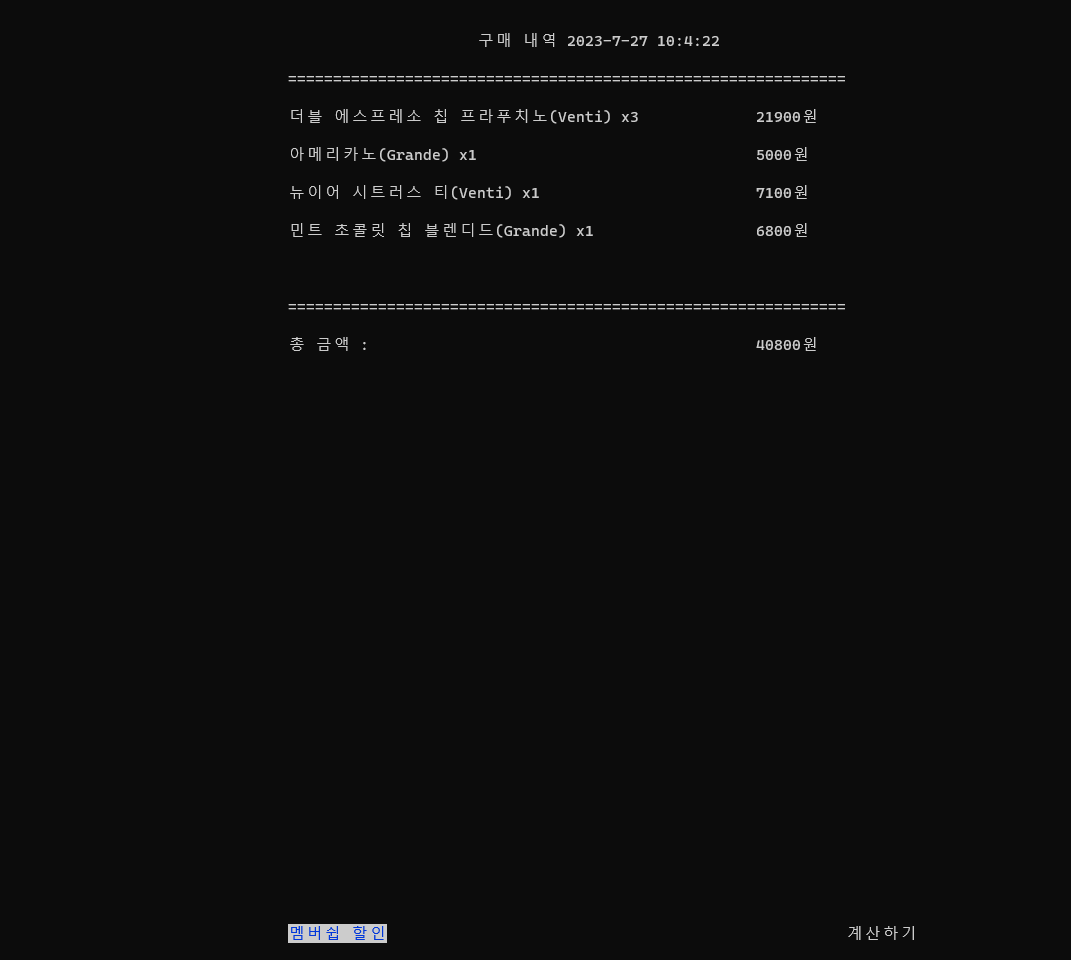 구매 내역 2023-7-27 10:4:22
==============================================================
더블 에스프레소 칩 프라푸치노(Venti) x3 21900원
아메리카노(Grande) x1 5000원
뉴이어 시트러스 티(Venti) x1 7100원
민트 초콜릿 칩 블렌디드(Grande) x1 6800원
==============================================================
총 금액 : 40800원
멤버쉽 할인 계산하기